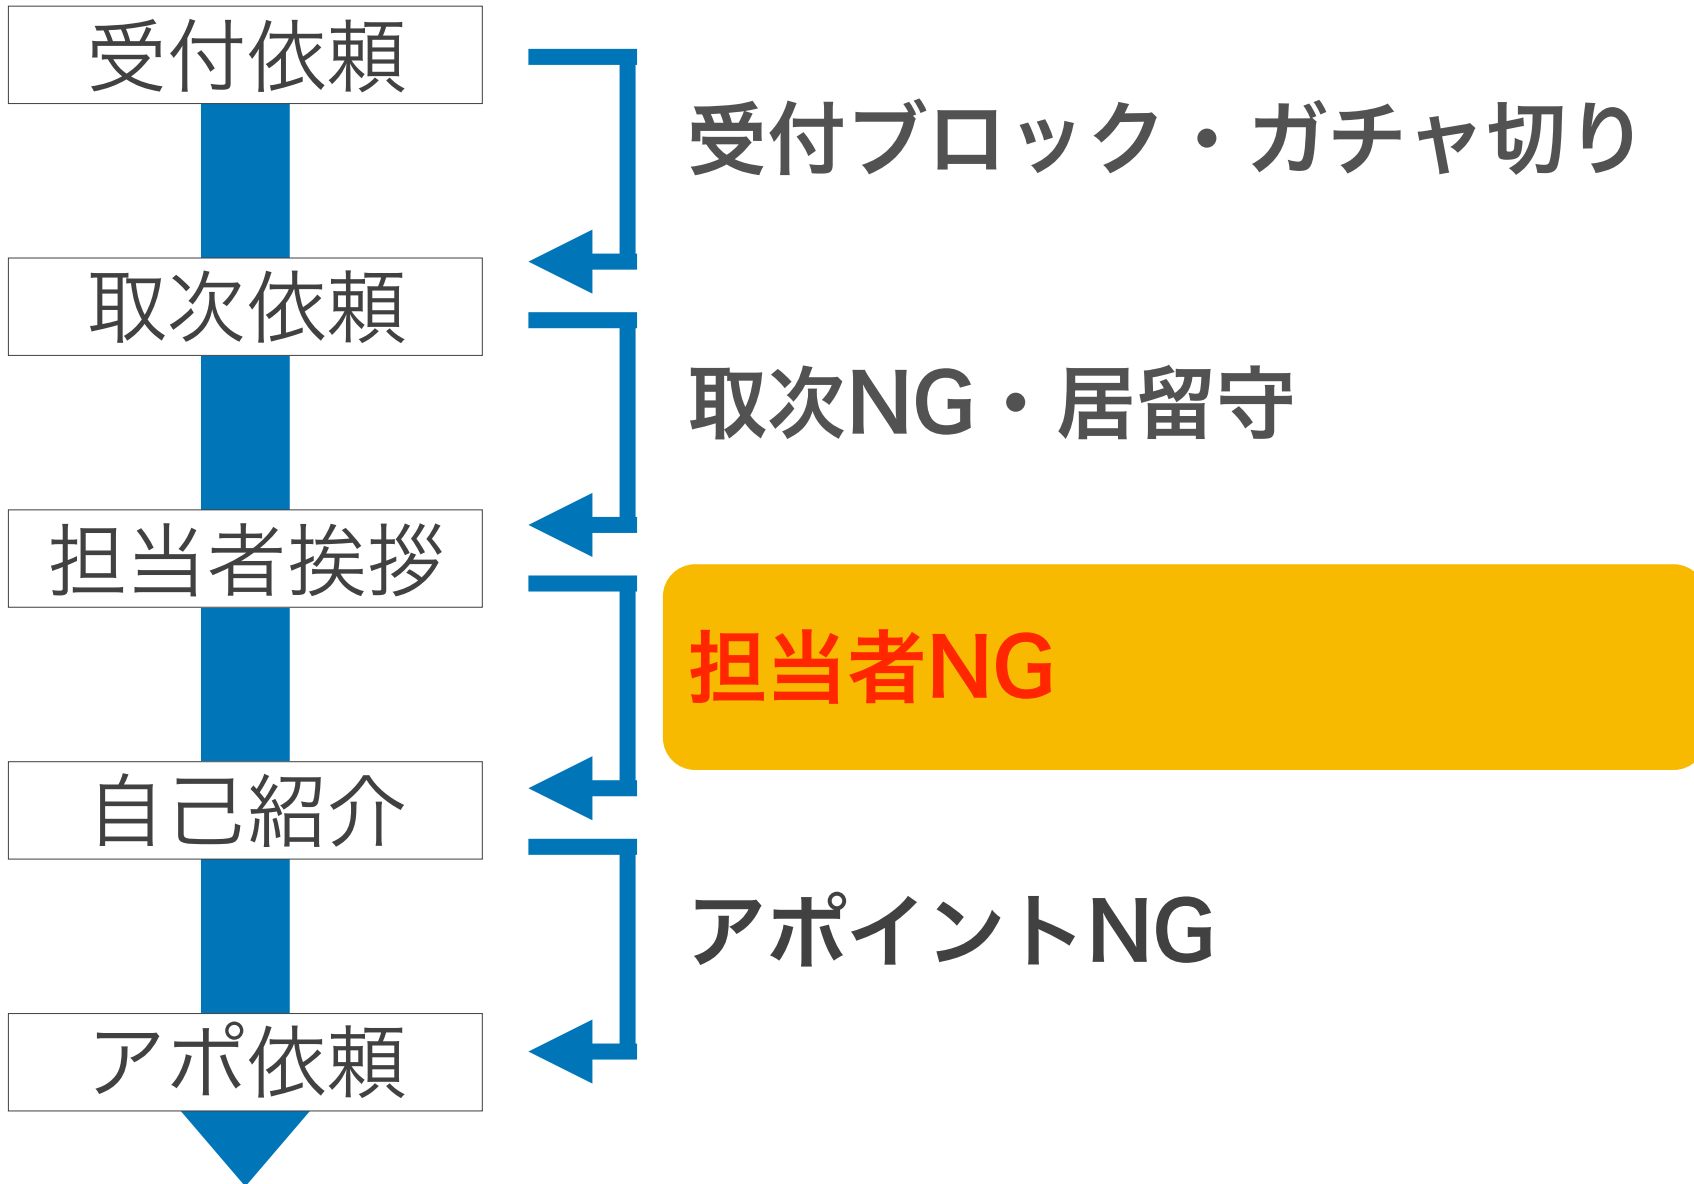 受付依頼
受付ブロック・ガチャ切り
取次依頼
取次NG・居留守
担当者挨拶
担当者NG
自己紹介
アポイントNG
アポ依頼